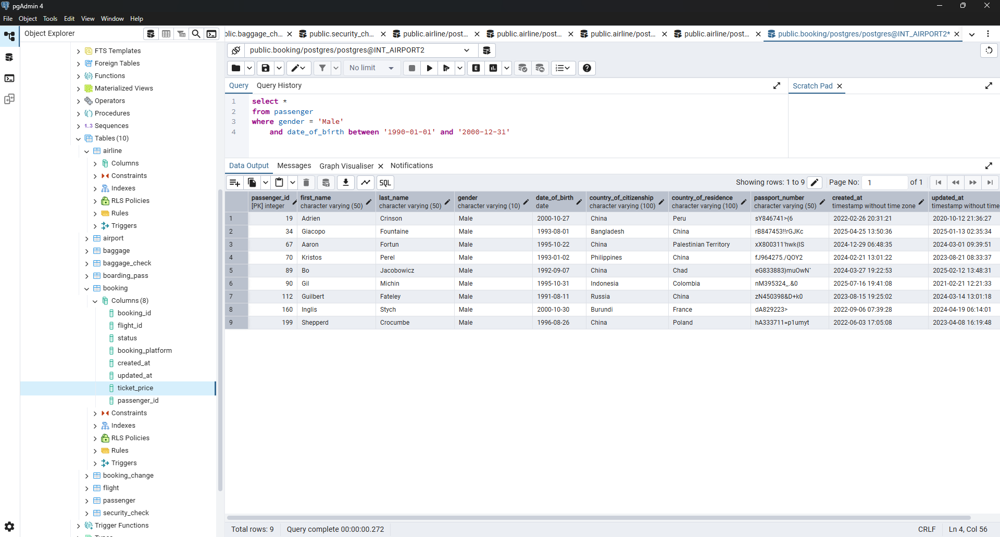 pgAdmin 4
File Object Tools Edit View Window Help
Object Explorer
FTS Templates
Foreign Tables
Functions
Materialized Views
Operators
Procedures
1..3 Sequences
Tables (10)
airline
Columns
Constraints
Indexes
RLS Policies
Rules
Triggers
airport
baggage
baggage_check
boarding_pass
booking
Columns (8)
booking_id
flight_id
status
booking_platform
created_at
updated_at
ticket_price
passenger_id
Constraints
Indexes
RLS Policies
Rules
Triggers
booking_change
flight
passenger
security_check
Trigger Functions
blic.baggage_ch... public.security_ch... public.airline/post... public.airline/post... public.airline/post... public.airline/post... public.booking/postgres/postgres@INT_AIRPORT2*
public.booking/postgres/postgres@INT_AIRPORT2
No limit E
Query Query History Scratch Pad
1 select *
2 from passenger
3 where gender = 'Male'
4 and date_of_birth between '1990-01-01' and '2000-12-31'
Data Output Messages Graph Visualiser Notifications
SQL Showing rows: 1 to 9 Page No: 1 of 1
passenger_id first_name last_name gender date_of_birth country_of_citizenship country_of_residence passport_number created_at updated_at
[PK] integer character varying (50) character varying (50) character varying (10) date character varying (100) character varying (100) character varying (50) timestamp without time zone timestamp without time
1 19 Adrien Crinson Male 2000-10-27 China Peru sY846741>{6 2022-02-26 20:31:21 2020-10-12 21:36:27
2 34 Giacopo Fountaine Male 1993-08-01 Bangladesh China rB847453!!rGJKc 2025-04-25 13:50:36 2025-01-13 02:35:34
3 67 Aaron Fortun Male 1995-10-22 China Palestinian Territory xX800311'hwk{IS 2024-12-29 06:48:35 2024-03-01 09:39:51
4 70 Kristos Perel Male 1993-01-02 Philippines China fJ964275./QOY2 2024-02-21 13:01:22 2023-08-21 08:33:37
5 89 Bo Jacobowicz Male 1992-09-07 China Chad eG833883}muOwN` 2024-03-27 19:22:53 2025-02-12 13:48:31
6 90 Gil Michin Male 1995-10-31 Indonesia Colombia nM395324_.&0 2025-07-16 19:41:08 2021-02-21 12:21:33
7 112 Guilbert Fateley Male 1991-08-11 Russia China zN450398&D+k0 2023-08-15 19:25:02 2024-03-14 13:01:18
8 160 Inglis Stych Male 2000-10-30 Burundi France dA829223> 2022-09-06 07:39:28 2024-04-19 06:14:01
9 199 Shepperd Crocumbe Male 1996-08-26 China Poland hA333711=p1umyt 2022-06-03 17:05:08 2023-04-08 16:19:48
Total rows: 9 Query complete 00:00:00.272 CRLF Ln 4, Col 56